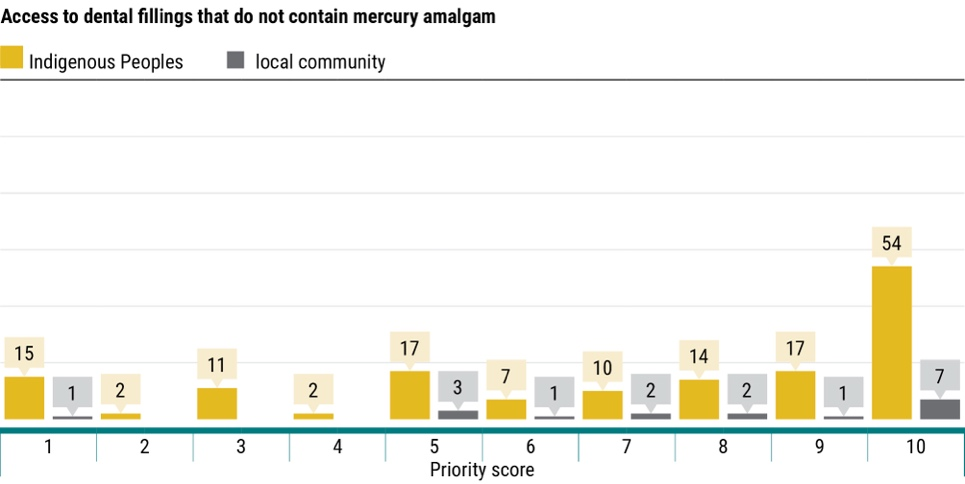 Access to dental fillings that do not contain mercury amalgam
Indigenous Peoples local community
54
17 17
15 14
11 10
7 7
3
2 2 2 2
1 1 1
1 2 3 4 5 6 7 8 9 10
Priority score